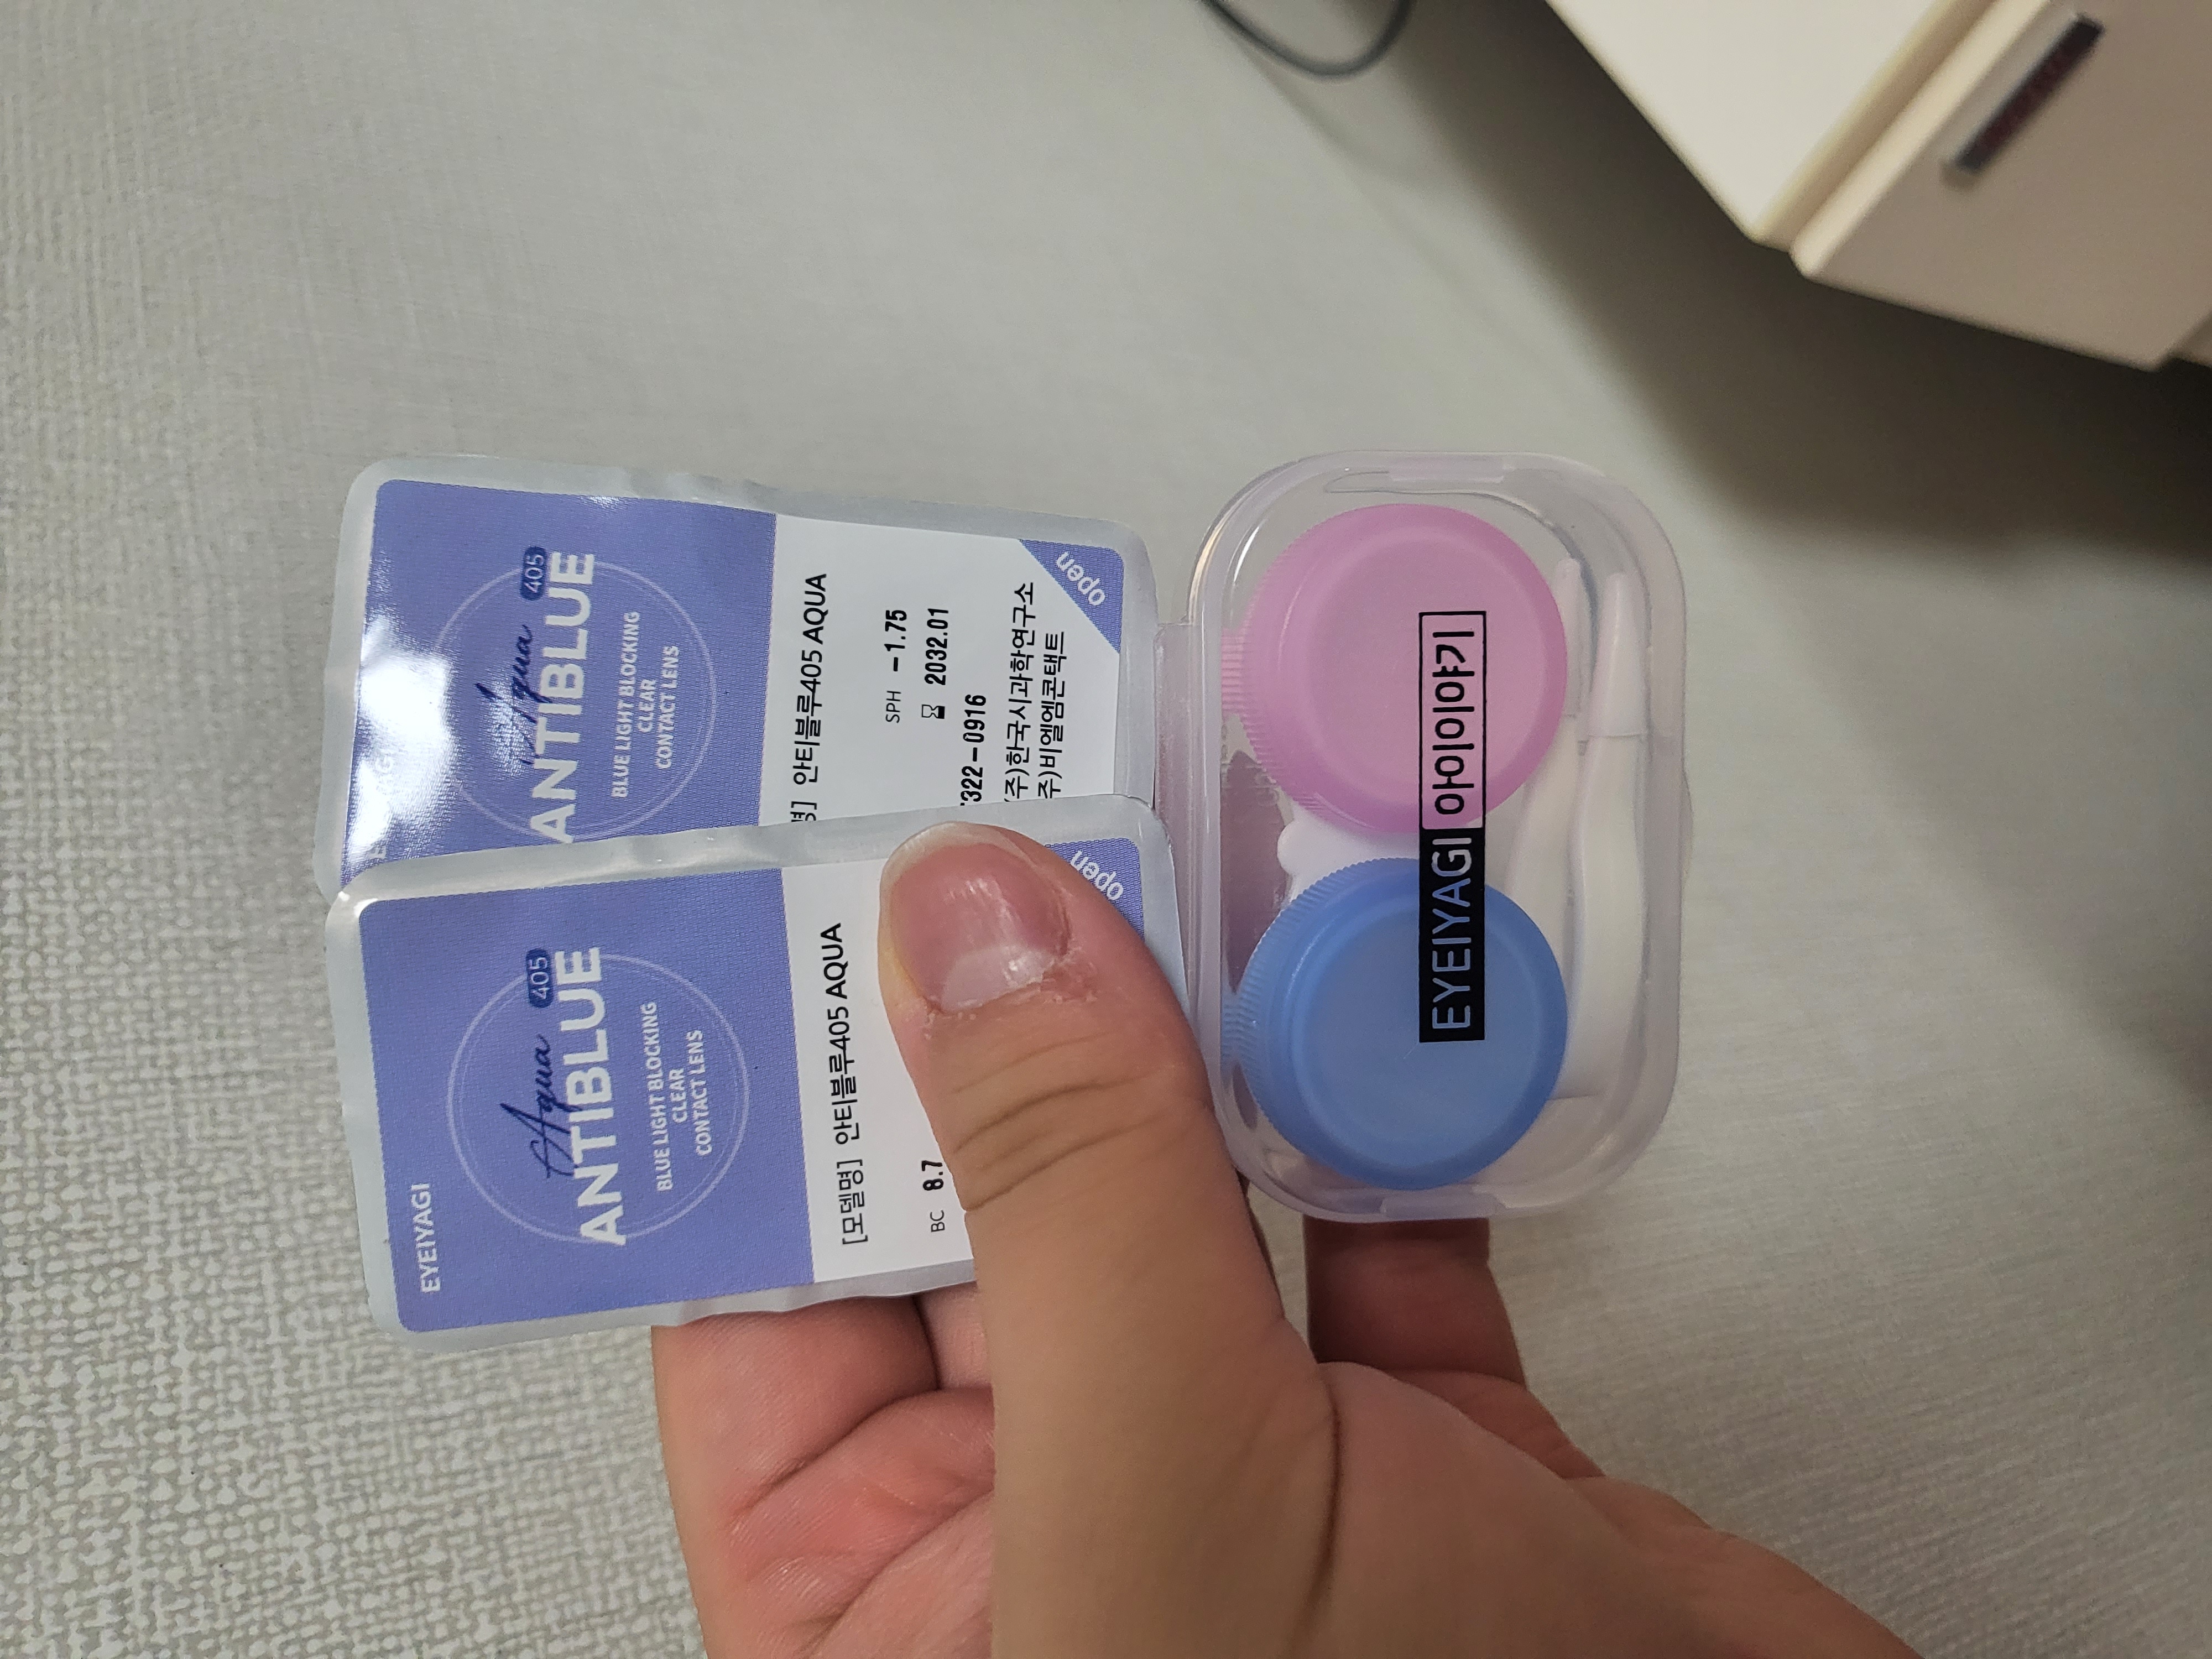 EYEIYAGI
Aqua
ANTIBLUE 405
BLUE LIGHT BLOCKING
CLEAR
CONTACT LENS
[모델명] 안티블루405 AQUA
BC 8.7
open
Aqua
ANTIBLUE 405
BLUE LIGHT BLOCKING
CLEAR
CONTACT LENS
명] 안티블루405 AQUA
SPH -1.75
2032.01
322-0916
(주)한국시과학연구소
주)비엘엠콘택트
open
EYEIYAGI 아이이야기